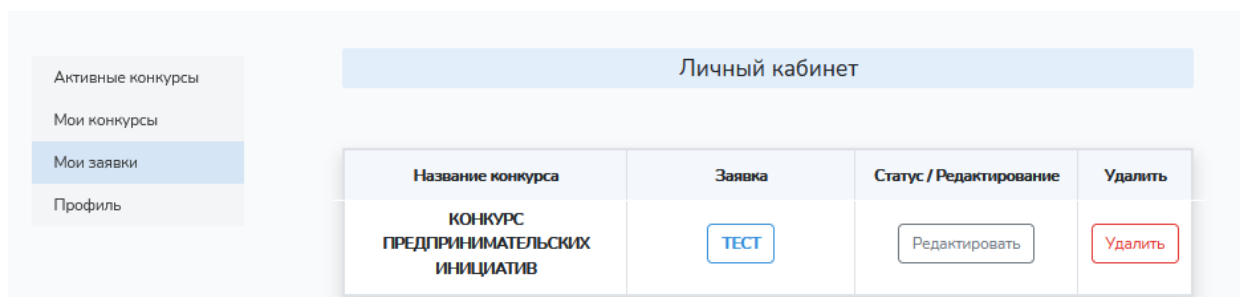 Личный кабинет
Активные конкурсы
Мои конкурсы
Мои заявки
Профиль
Название конкурса Заявка Статус / Редактирование Удалить
КОНКУРС
ПРЕДПРИНИМАТЕЛЬСКИХ
ИНИЦИАТИВ
ТЕСТ
Редактировать
Удалить